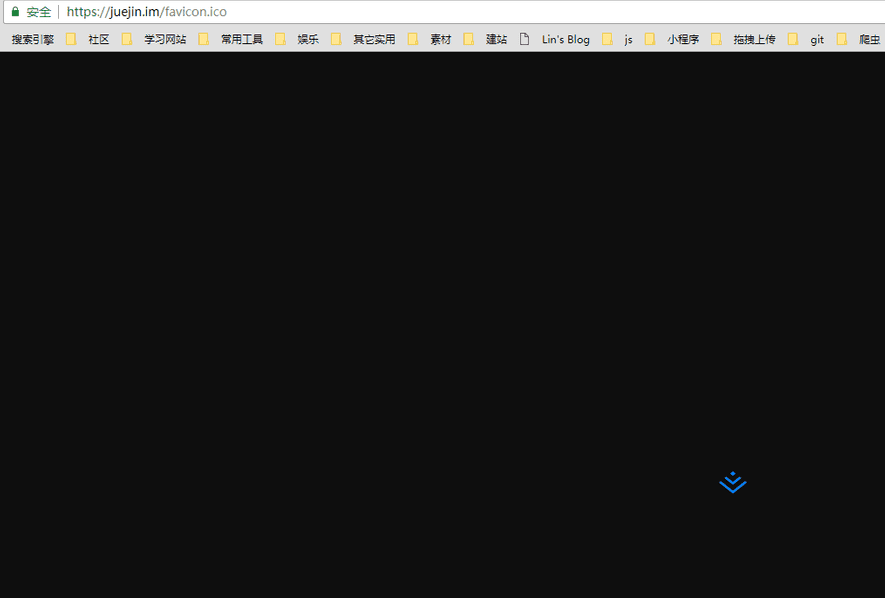 安全 | https://juejin.im/favicon.ico
搜索引擎 社区 学习网站 常用工具 娱乐 其它实用 素材 建站 Lin's Blog js 小程序 拖拽上传 git 爬虫